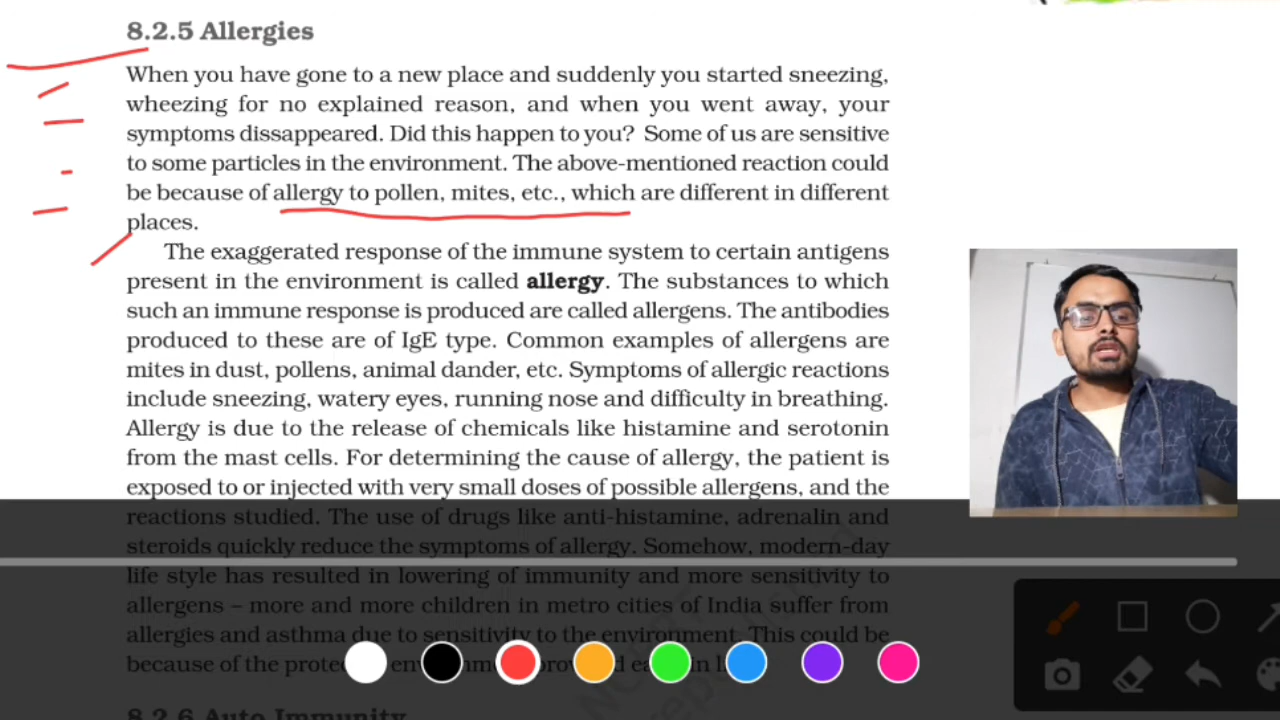 8.2.5 Allergies
When you have gone to a new place and suddenly you started sneezing,
wheezing for no explained reason, and when you went away, your
symptoms dissappeared. Did this happen to you? Some of us are sensitive
to some particles in the environment. The above-mentioned reaction could
be because of allergy to pollen, mites, etc., which are different in different
places.
The exaggerated response of the immune system to certain antigens
present in the environment is called allergy. The substances to which
such an immune response is produced are called allergens. The antibodies
produced to these are of IgE type. Common examples of allergens are
mites in dust, pollens, animal dander, etc. Symptoms of allergic reactions
include sneezing, watery eyes, running nose and difficulty in breathing.
Allergy is due to the release of chemicals like histamine and serotonin
from the mast cells. For determining the cause of allergy, the patient is
exposed to or injected with very small doses of possible allergens, and the
reactions studied. The use of drugs like anti-histamine, adrenalin and
steroids quickly reduce the symptoms of allergy. Somehow, modern-day
life style has resulted in lowering of immunity and more sensitivity to
allergens – more and more children in metro cities of India suffer from
allergies and asthma due to sensitivity to the environment. This could be
because of the
8.2.6 Auto Immunity